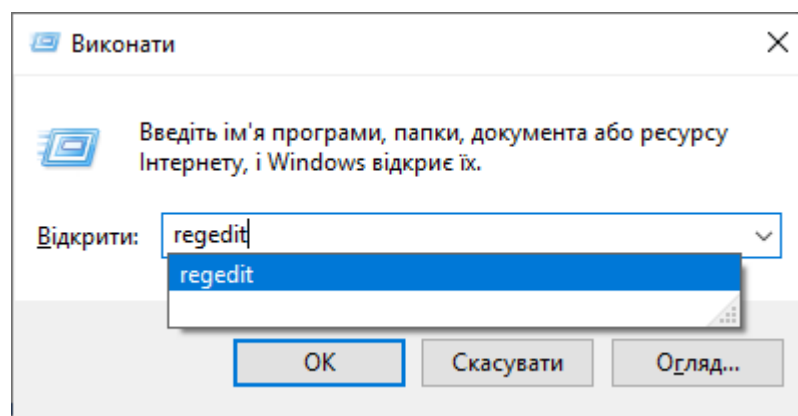 Виконати
Введіть ім'я програми, папки, документа або ресурсу
Інтернету, і Windows відкриє їх.
Відкрити: regedit
regedit
OK Скасувати Огляд...